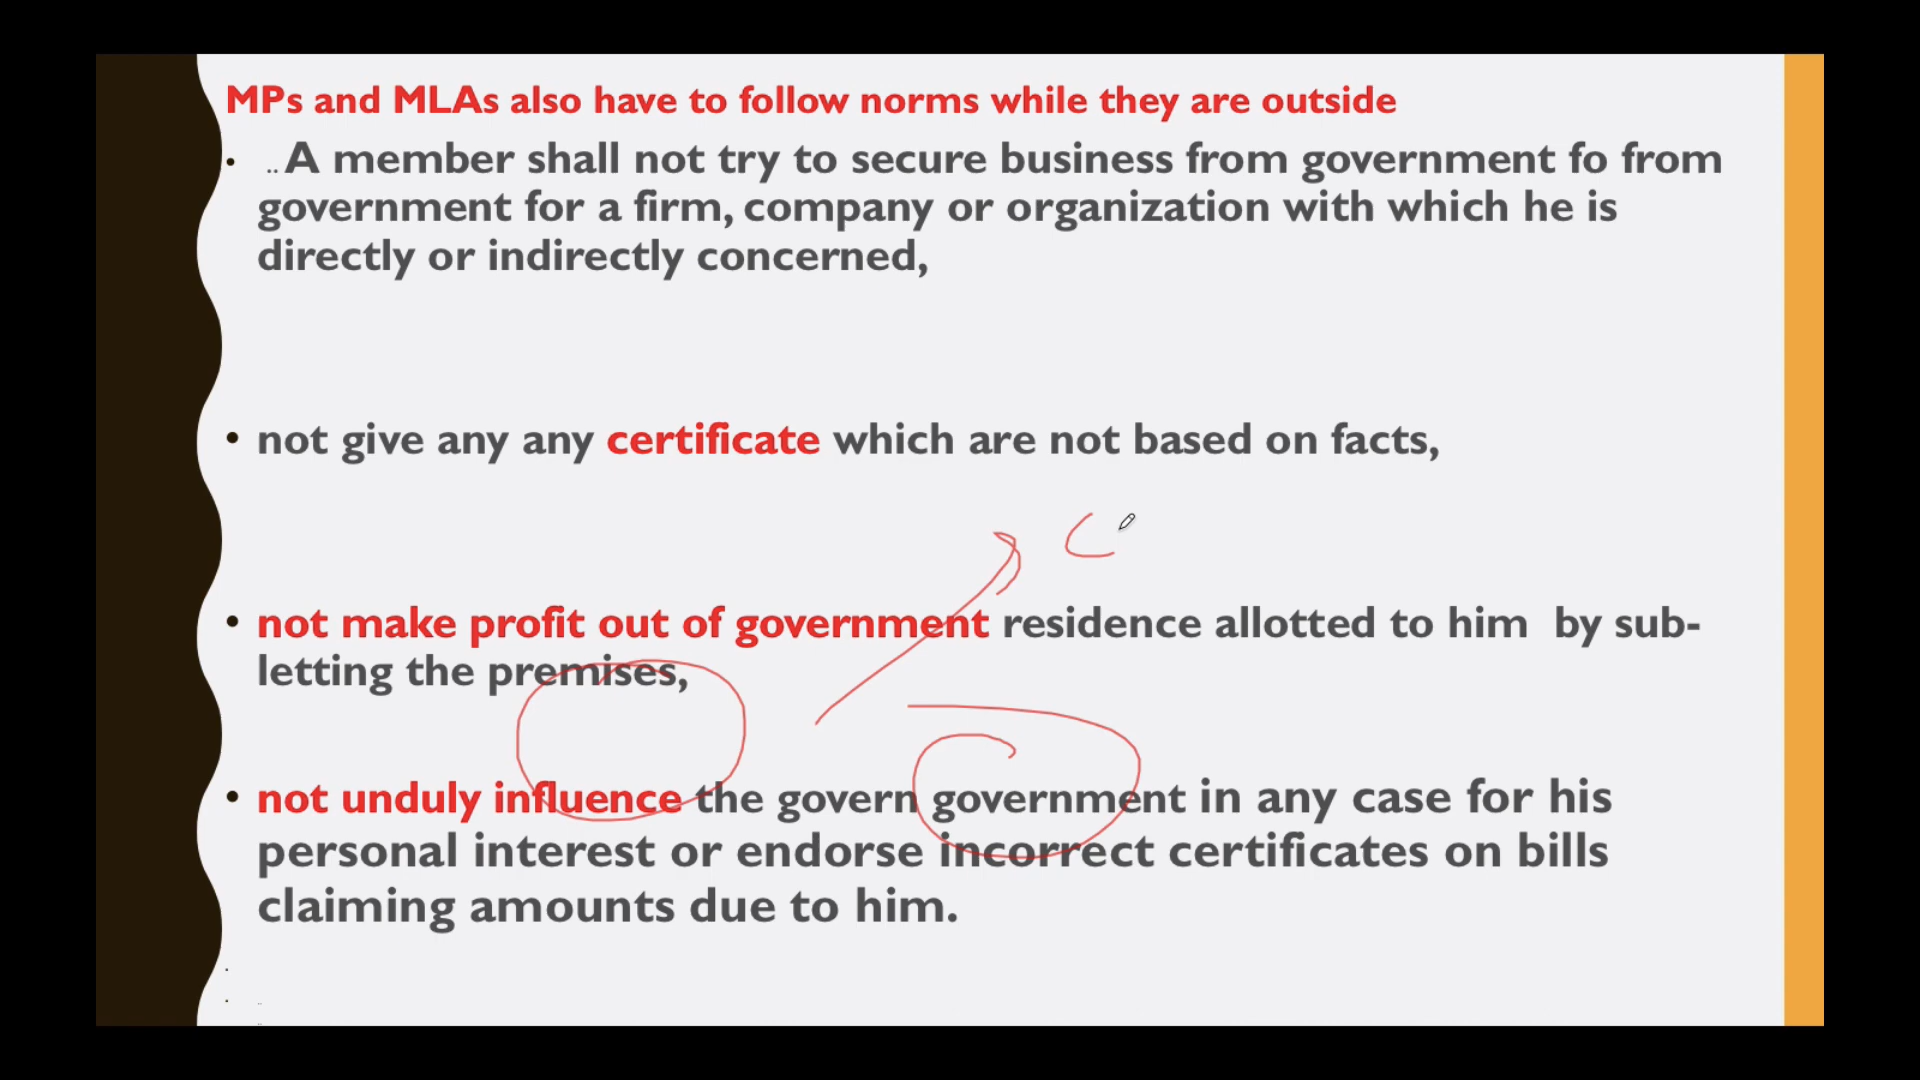 MPs and MLAs also have to follow norms while they are outside
• .. A member shall not try to secure business from government fo from
government for a firm, company or organization with which he is
directly or indirectly concerned,
• not give any any certificate which are not based on facts,
• not make profit out of government residence allotted to him by sub-
letting the premises,
• not unduly influence the govern government in any case for his
personal interest or endorse incorrect certificates on bills
claiming amounts due to him.